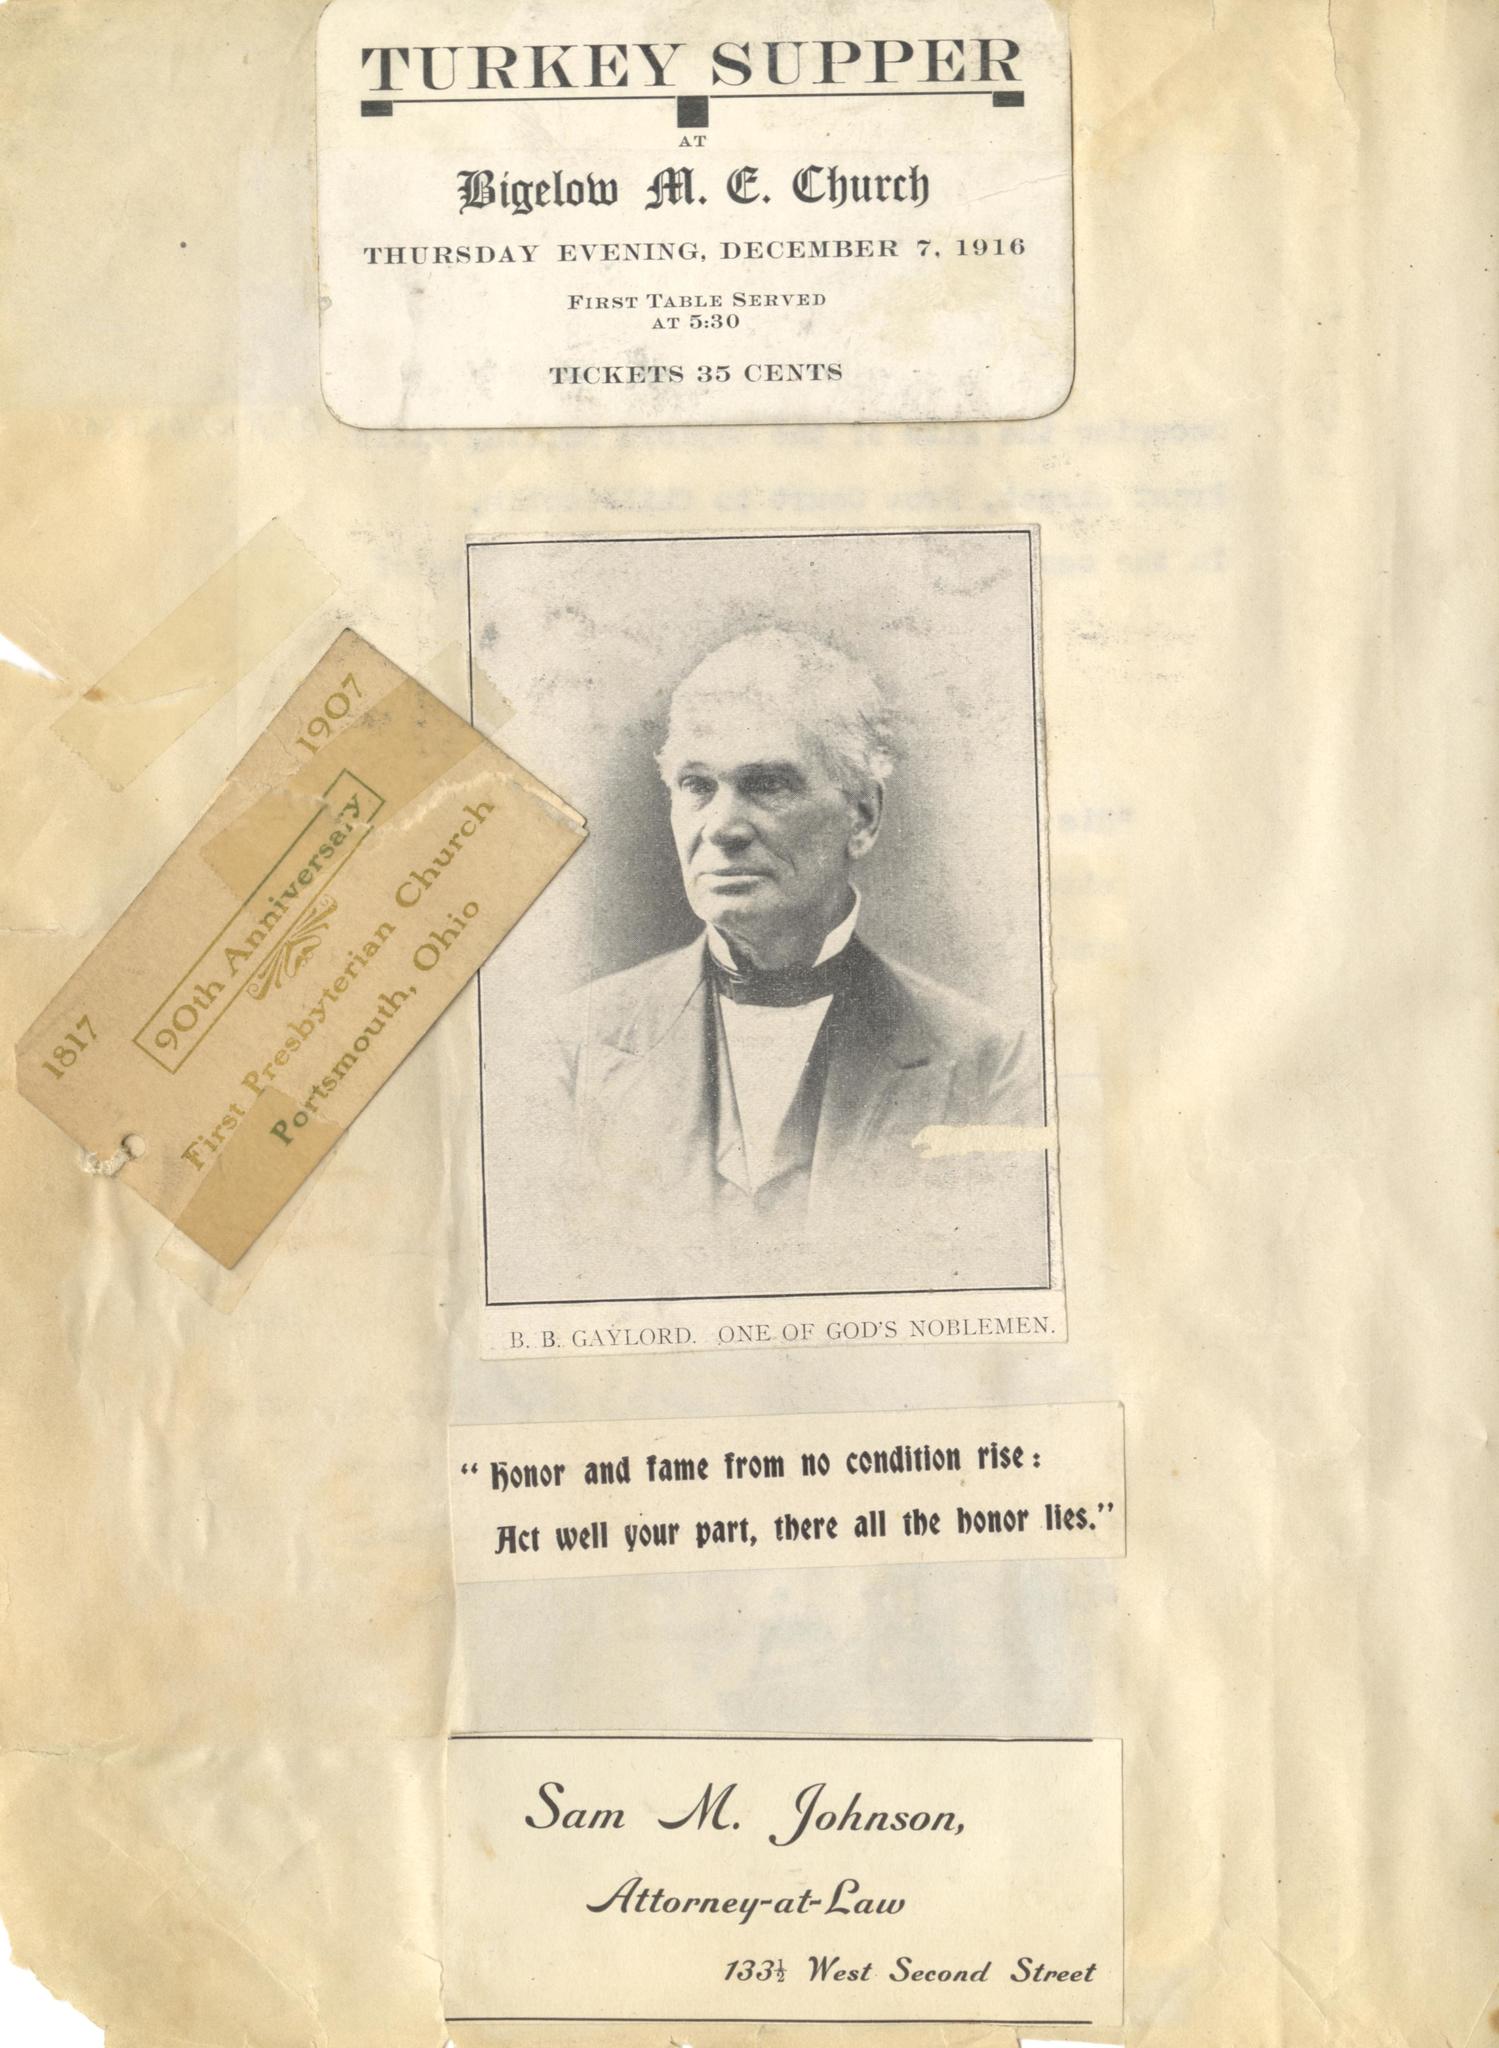 TURKEY SUPPER
AT
Bigelow M. E. Church
THURSDAY EVENING, DECEMBER 7, 1916
FIRST TABLE SERVED
AT 5:30
TICKETS 35 CENTS
1817 1907
90th Anniversary
First Presbyterian Church
Portsmouth, Ohio
B. B. GAYLORD. ONE OF GOD'S NOBLEMEN.
“Honor and fame from no condition rise:
Act well your part, there all the honor lies.”
Sam M. Johnson,
Attorney-at-Law
133½ West Second Street